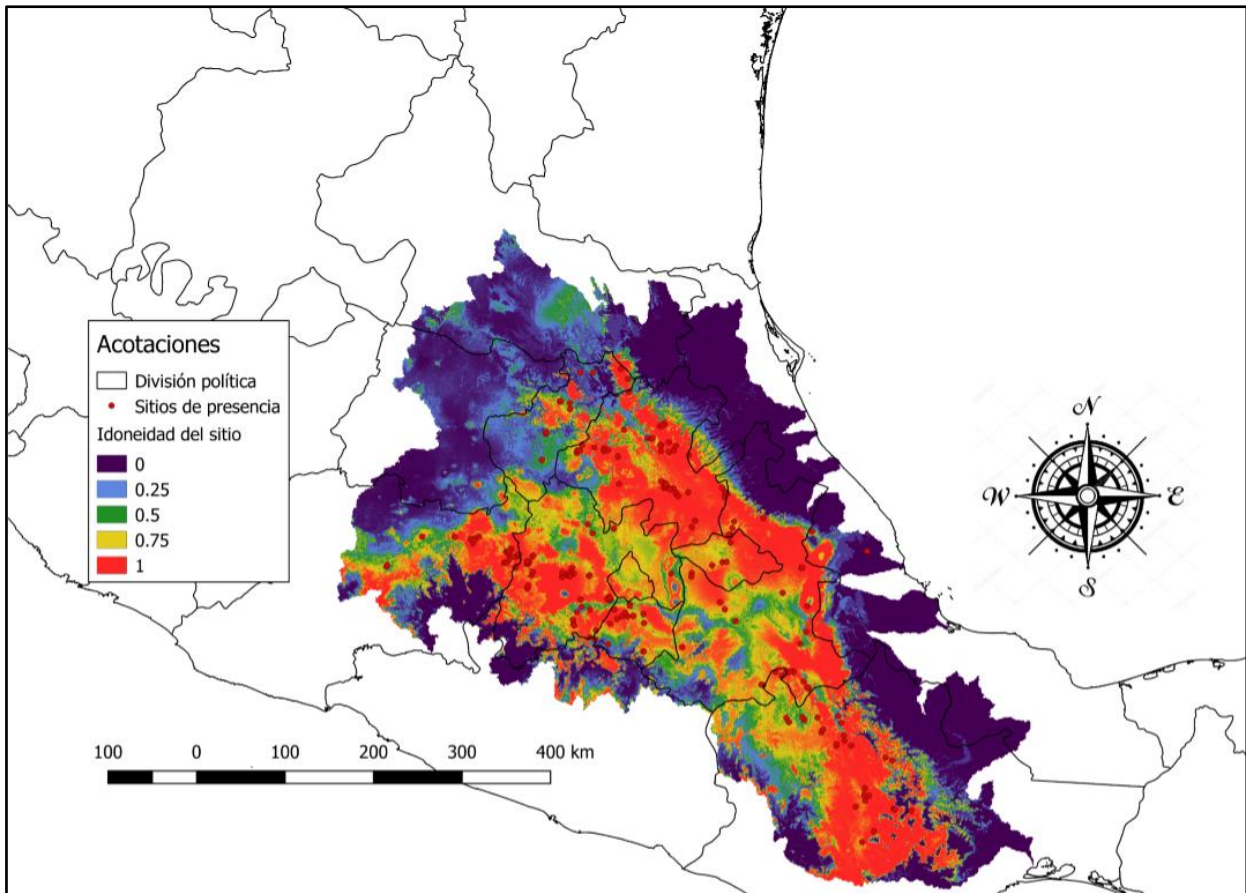 Acotaciones
División política
Sitios de presencia
Idoneidad del sitio
0
0.25
0.5
0.75
1
N
W E
S
100 0 100 200 300 400 km